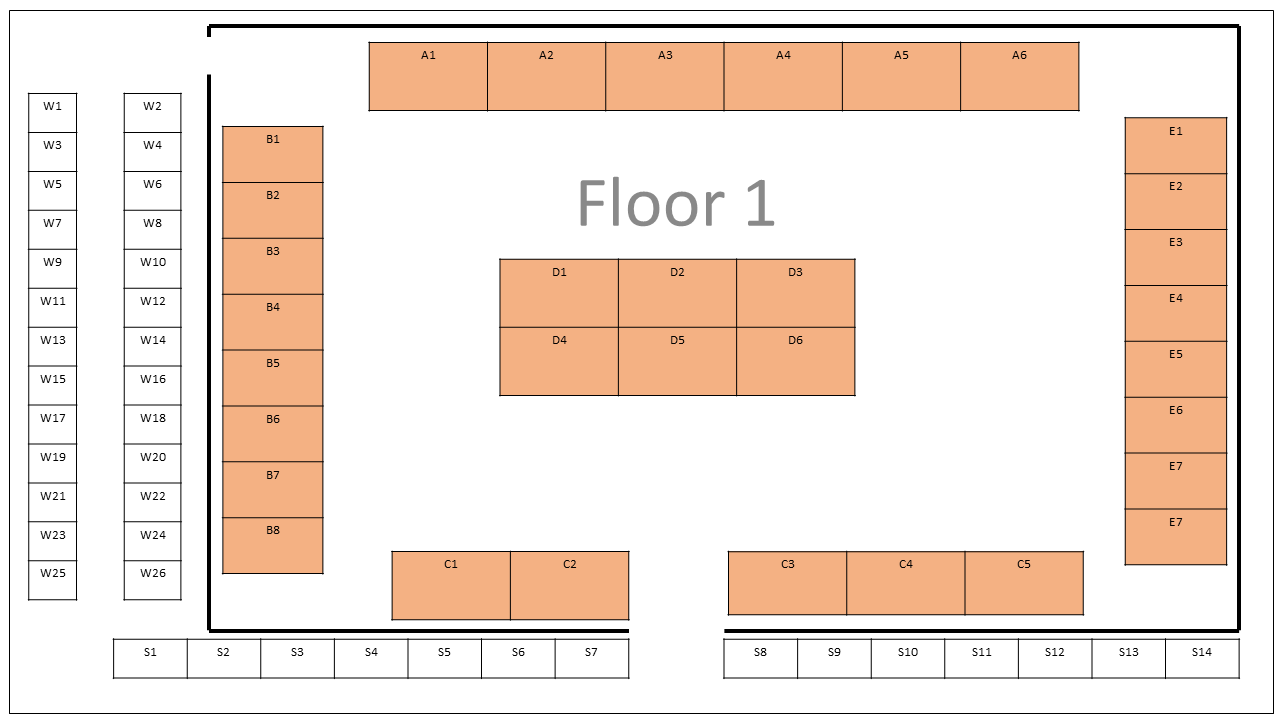 A1 A2 A3 A4 A5 A6
W1 W2
B1
E1
W3 W4
W5 W6
B2
E2
Floor 1
W7 W8
B3
E3
W9 W10
D1 D2 D3
W11 W12
B4
E4
W13 W14
D4 D5 D6
B5
E5
W15 W16
W17 W18
B6
E6
W19 W20
B7
E7
W21 W22
B8
E7
W23 W24
C1 C2 C3 C4 C5
W25 W26
S1 S2 S3 S4 S5 S6 S7 S8 S9 S10 S11 S12 S13 S14